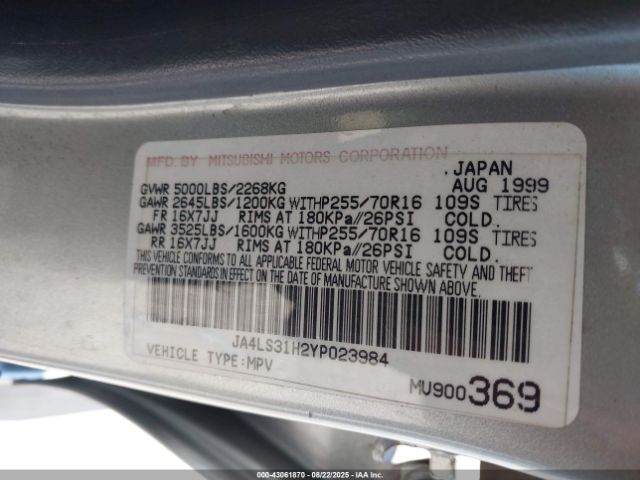 MFD. BY MITSUBISHI MOTORS CORPORATION
. JAPAN
GVWR 5000LBS/2268KG AUG 1999
GAWR 2645LBS/1200KG WITHP255/70R16 109S TIRES
FR 16X7JJ RIMS AT 180KPa//26PSI COLD.
GAWR 3525LBS/1600KG WITHP255/70R16 109S TIRES
RR 16X7JJ RIMS AT 180KPa//26PSI COLD.
THIS VEHICLE CONFORMS TO ALL APPLICABLE FEDERAL MOTOR VEHICLE SAFETY AND THEFT
PREVENTION STANDARDS IN EFFECT ON THE DATE OF MANUFACTURE SHOWN ABOVE.
JA4LS31H2YP023984
VEHICLE TYPE:MPV
MU900369
000-43061870 - 08/22/2025 - IAAI.COM